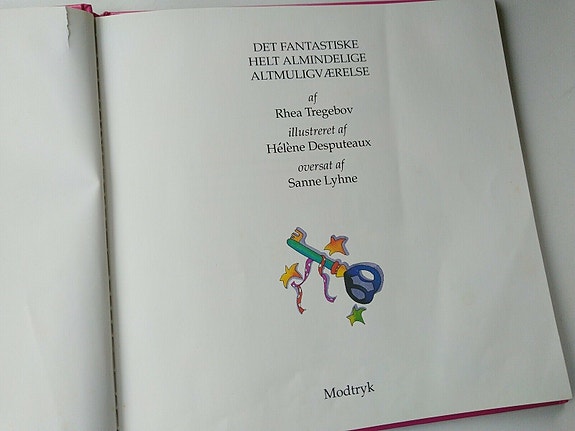 DET FANTASTISKE
HELT ALMINDELIGE
ALTMULIGVÆRELSE
af
Rhea Tregebov
illustreret af
Hélène Desputeaux
oversat af
Sanne Lyhne
Modtryk